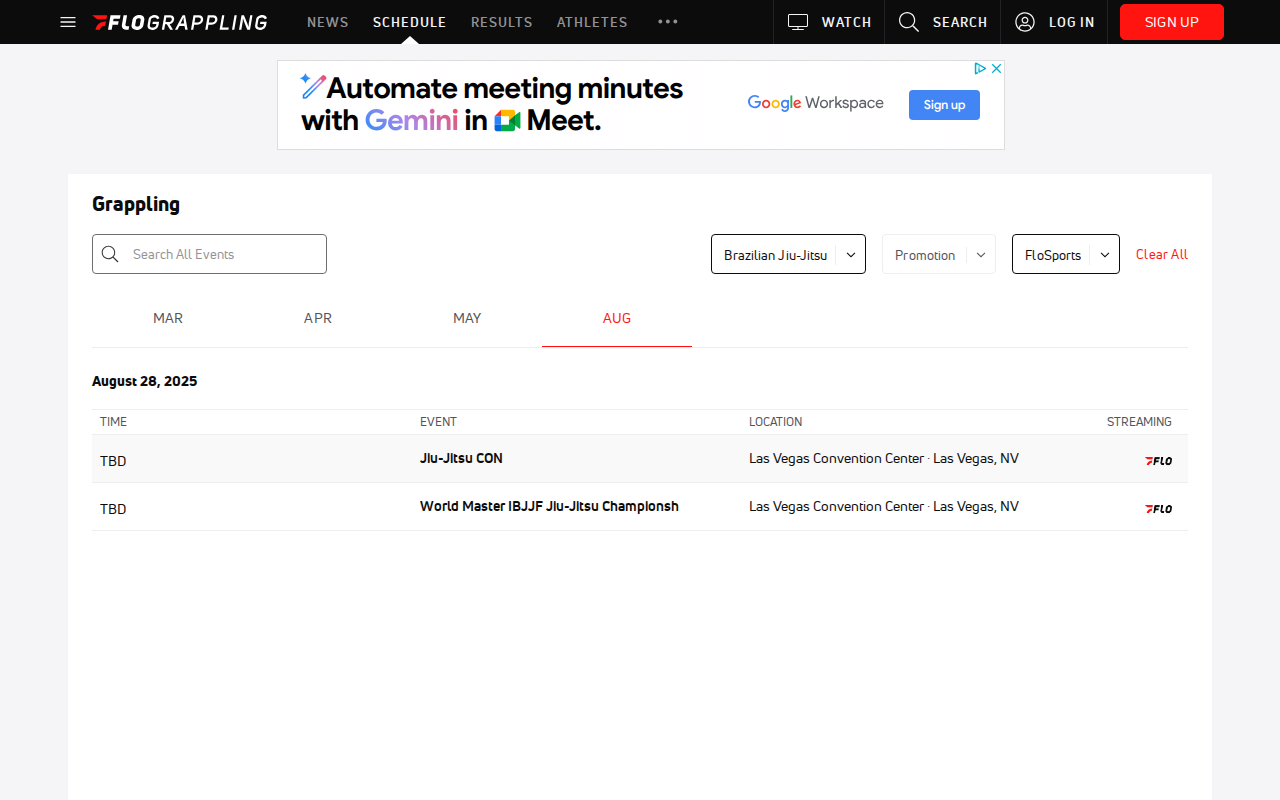 FLOGRAPPLING NEWS SCHEDULE RESULTS ATHLETES WATCH SEARCH LOG IN SIGN UP
Automate meeting minutes
with Gemini in Meet.
Google Workspace
Sign up
Grappling
Search All Events
Brazilian Jiu-Jitsu
Promotion
FloSports
Clear All
MAR APR MAY AUG
August 28, 2025
TIME EVENT LOCATION STREAMING
TBD Jiu-Jitsu CON Las Vegas Convention Center · Las Vegas, NV FLO
TBD World Master IBJJF Jiu-Jitsu Championsh Las Vegas Convention Center · Las Vegas, NV FLO